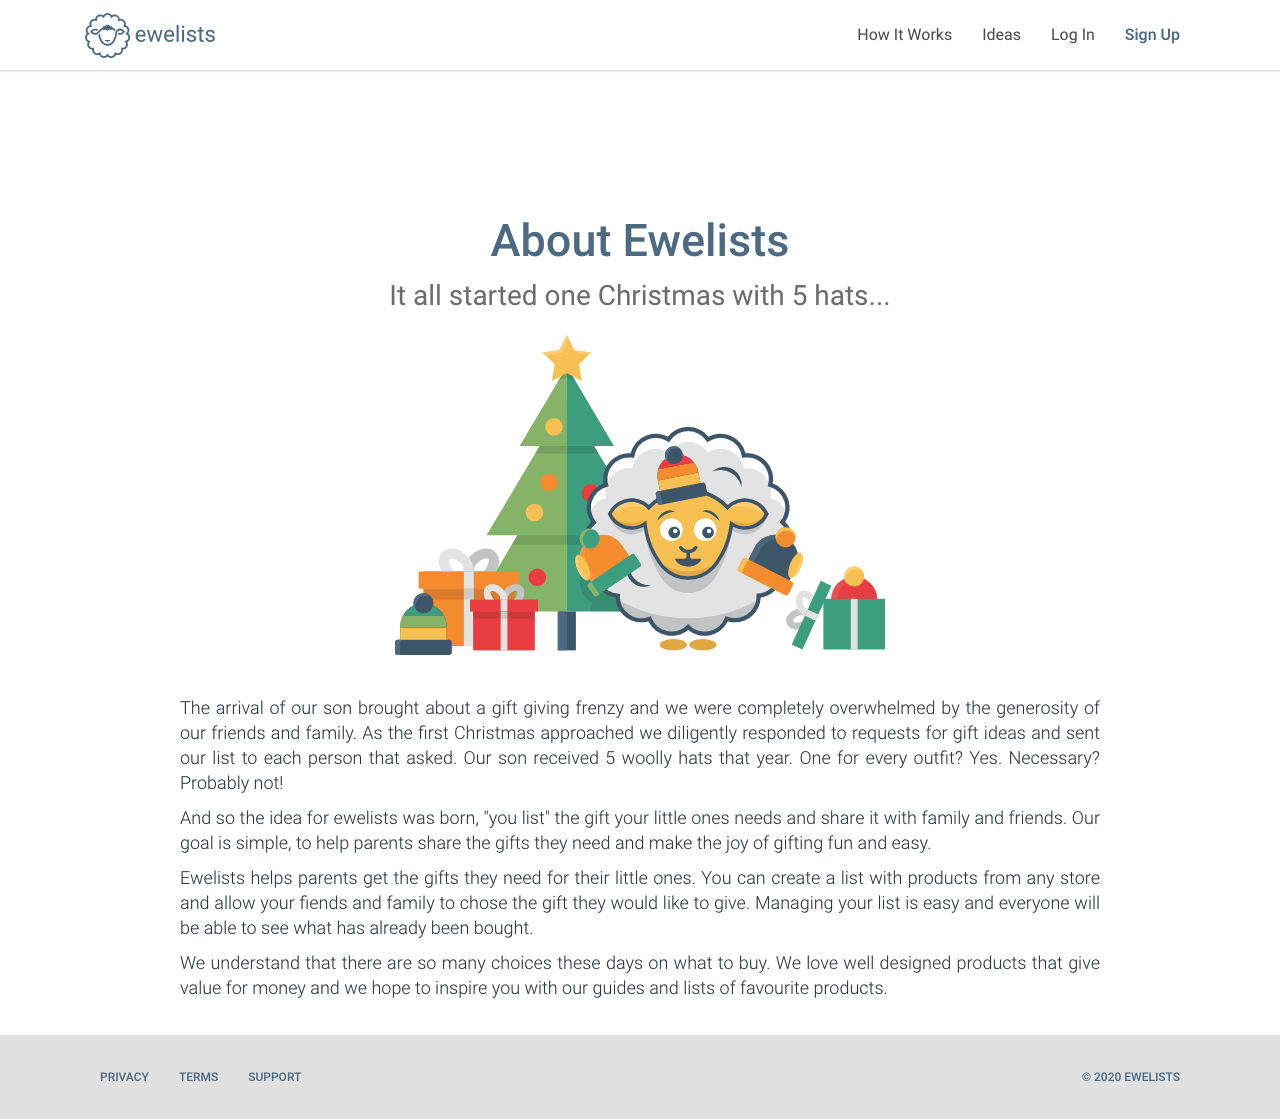 ewelists
How It Works
Ideas
Log In
Sign Up
About Ewelists
It all started one Christmas with 5 hats...
The arrival of our son brought about a gift giving frenzy and we were completely overwhelmed by the generosity of
our friends and family. As the first Christmas approached we diligently responded to requests for gift ideas and sent
our list to each person that asked. Our son received 5 woolly hats that year. One for every outfit? Yes. Necessary?
Probably not!
And so the idea for ewelists was born, "you list" the gift your little ones needs and share it with family and friends. Our
goal is simple, to help parents share the gifts they need and make the joy of gifting fun and easy.
Ewelists helps parents get the gifts they need for their little ones. You can create a list with products from any store
and allow your fiends and family to chose the gift they would like to give. Managing your list is easy and everyone will
be able to see what has already been bought.
We understand that there are so many choices these days on what to buy. We love well designed products that give
value for money and we hope to inspire you with our guides and lists of favourite products.
PRIVACY
TERMS
SUPPORT
© 2020 EWELISTS